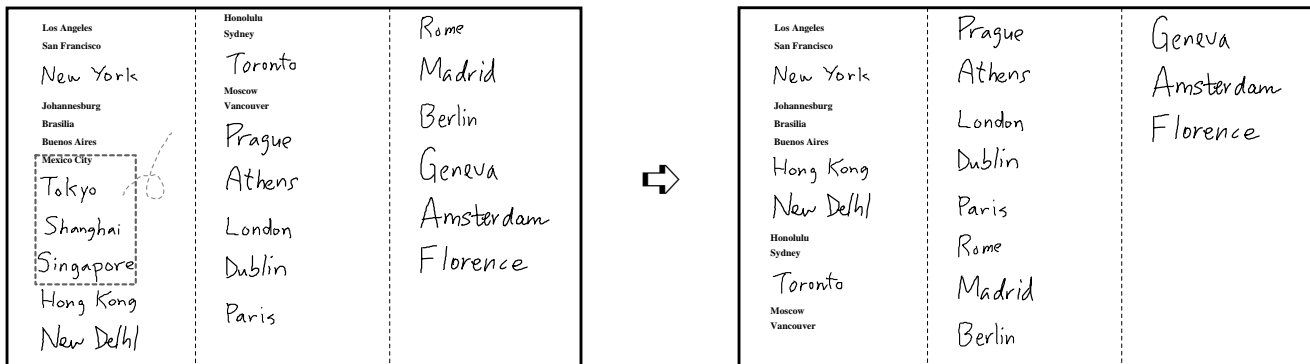 Los Angeles
San Francisco
New York
Johannesburg
Brasilia
Buenos Aires
Mexico City
Tokyo
Shanghai
Singapore
Hong Kong
New Delhl
Honolulu
Sydney
Toronto
Moscow
Vancouver
Prague
Athens
London
Dublin
Paris
Rome
Madrid
Berlin
Geneva
Amsterdam
Florence
Los Angeles
San Francisco
New York
Johannesburg
Brasilia
Buenos Aires
Hong Kong
New Delhl
Honolulu
Sydney
Toronto
Moscow
Vancouver
Prague
Athens
London
Dublin
Paris
Rome
Madrid
Berlin
Geneva
Amsterdam
Florence